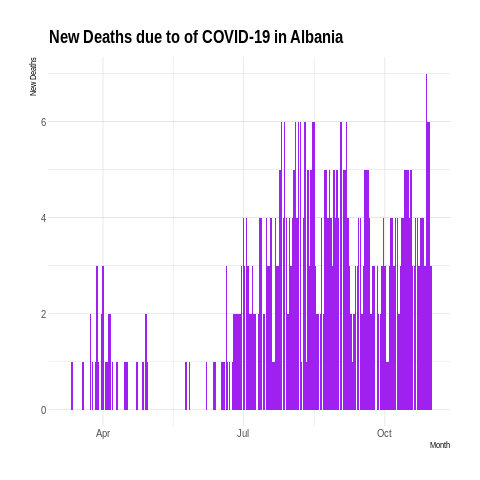 New Deaths due to of COVID-19 in Albania
New Deaths
6
4
2
0
Apr
Jul
Oct
Month